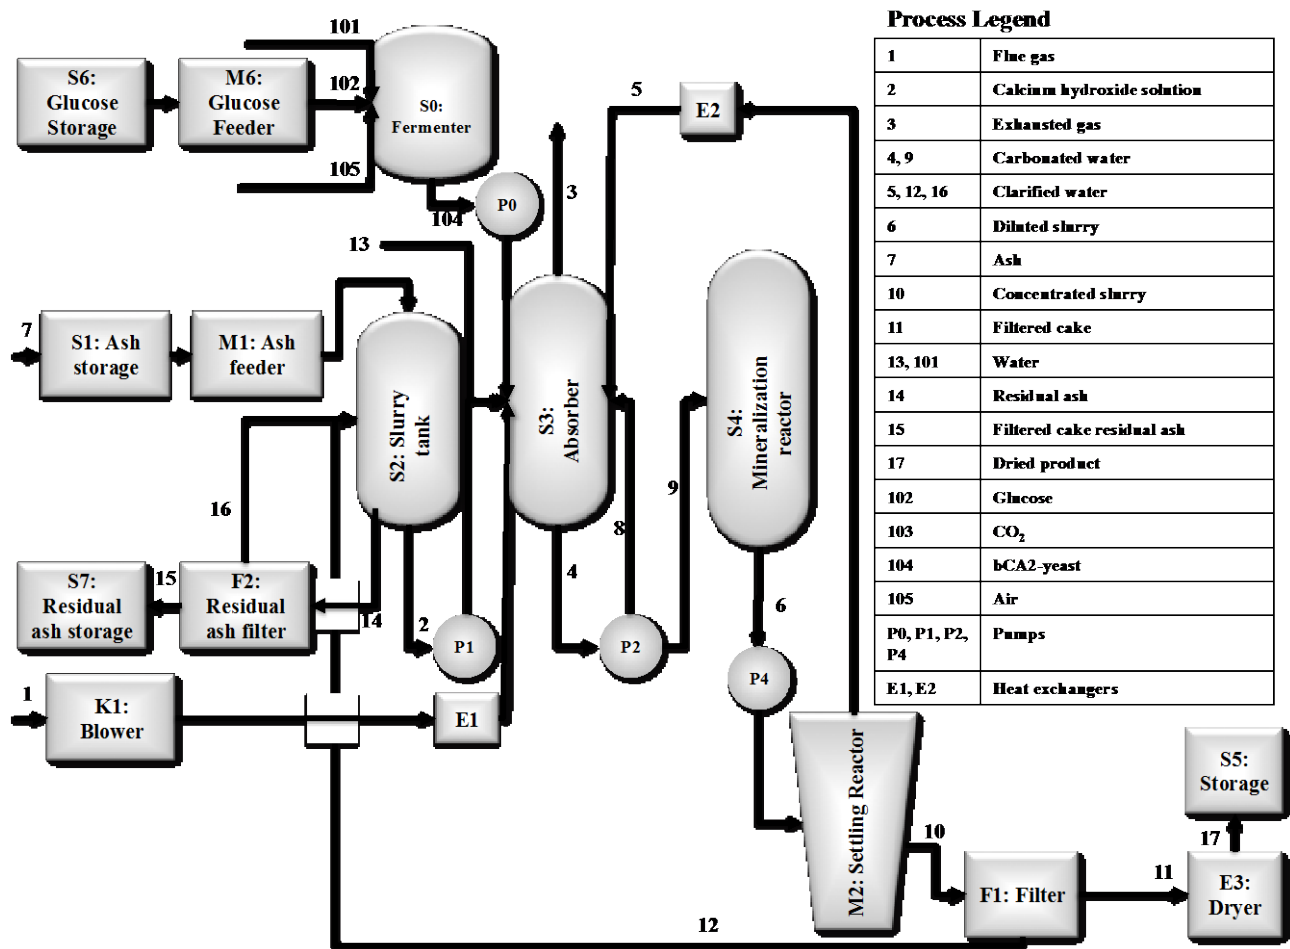 Process Legend
1 Flue gas
2 Calcium hydroxide solution
3 Exhausted gas
4, 9 Carbonated water
5, 12, 16 Clarified water
6 Diluted slurry
7 Ash
10 Concentrated slurry
11 Filtered cake
13, 101 Water
14 Residual ash
15 Filtered cake residual ash
17 Dried product
102 Glucose
103 CO₂
104 bCA2-yeast
105 Air
P0, P1, P2,
P4 Pumps
E1, E2 Heat exchangers
101
S6:
Glucose
Storage
M6:
Glucose
Feeder
102
S0:
Fermenter
105
104
P0
3
5
E2
13
7
S1: Ash
storage
M1: Ash
feeder
S2: Slurry
tank
S3:
Absorber
S4:
Mineralization
reactor
16
9
8
S7:
Residual
ash storage
15
F2:
Residual
ash filter
14
2
P1
4
P2
6
P4
1
K1:
Blower
E1
M2: Settling Reactor
10
F1: Filter
11
E3:
Dryer
17
S5:
Storage
12